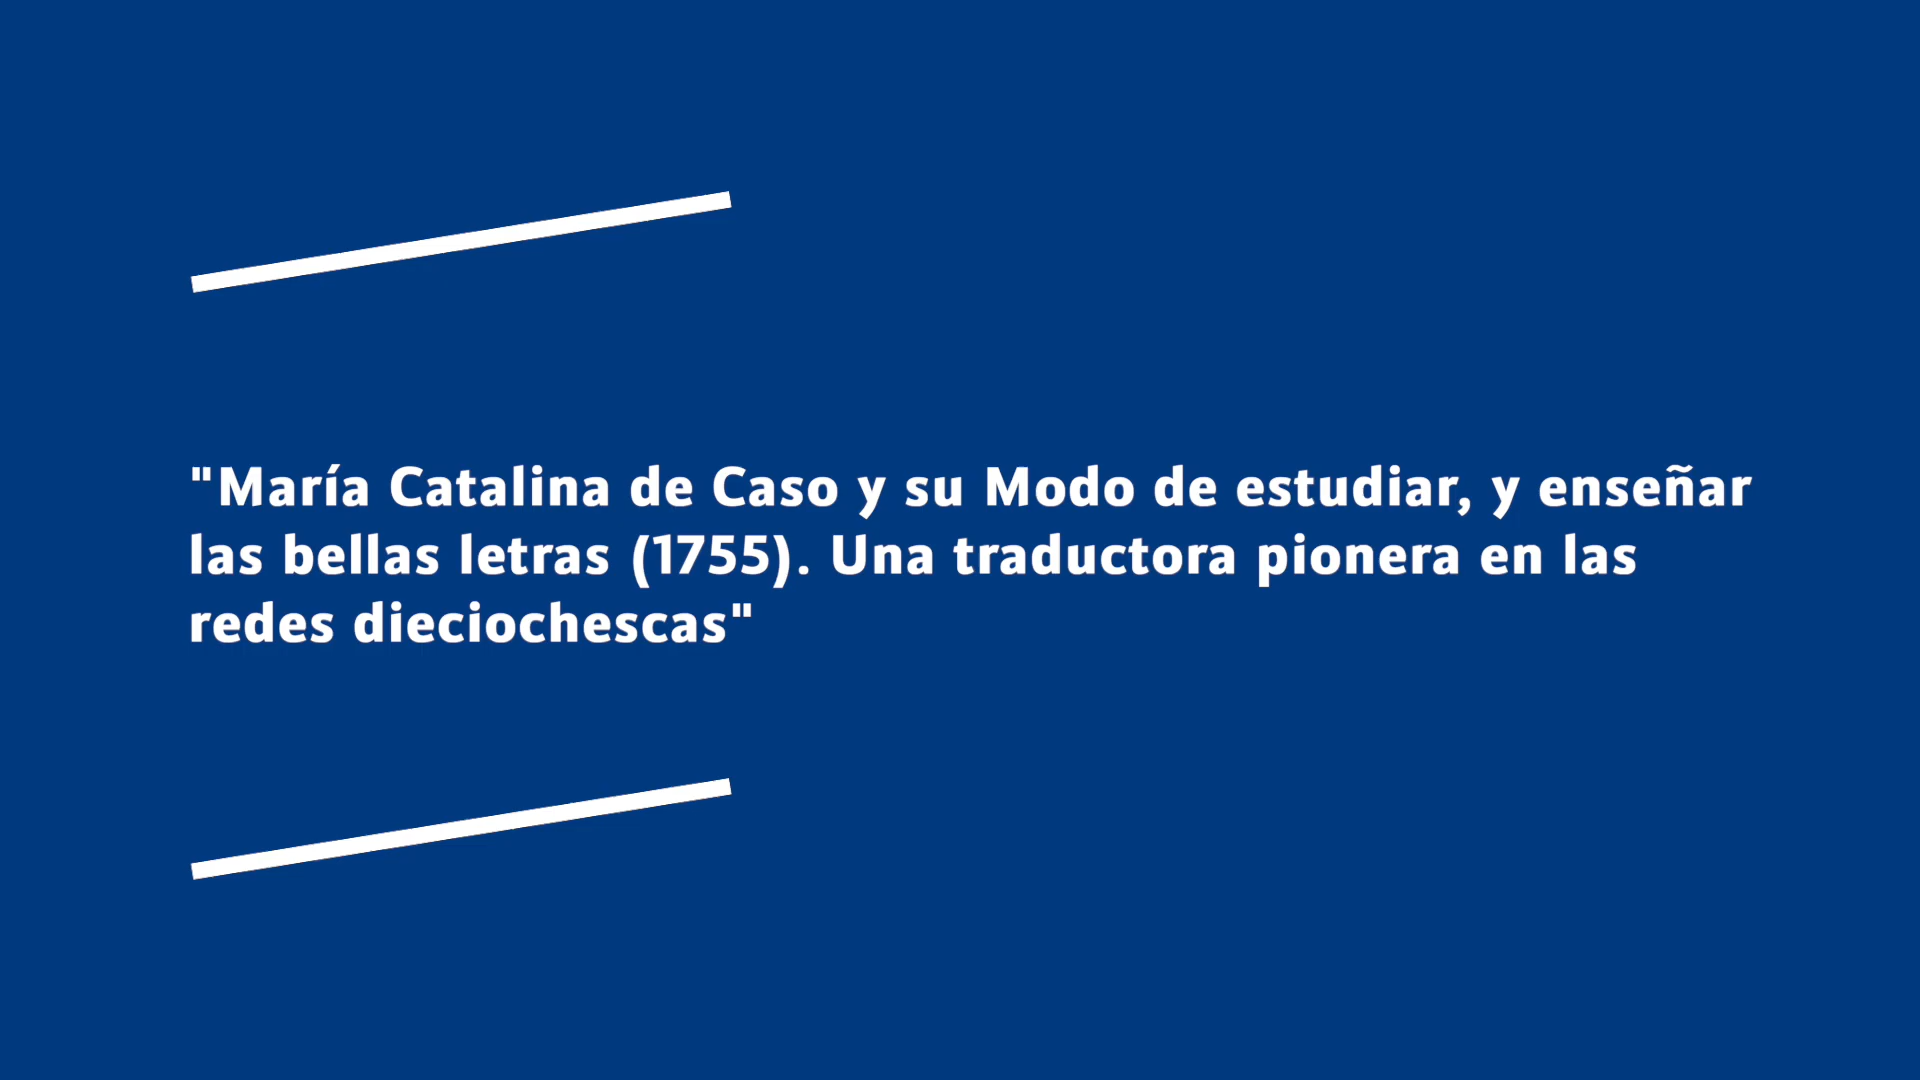 "María Catalina de Caso y su Modo de estudiar, y enseñar
las bellas letras (1755). Una traductora pionera en las
redes dieciochescas"